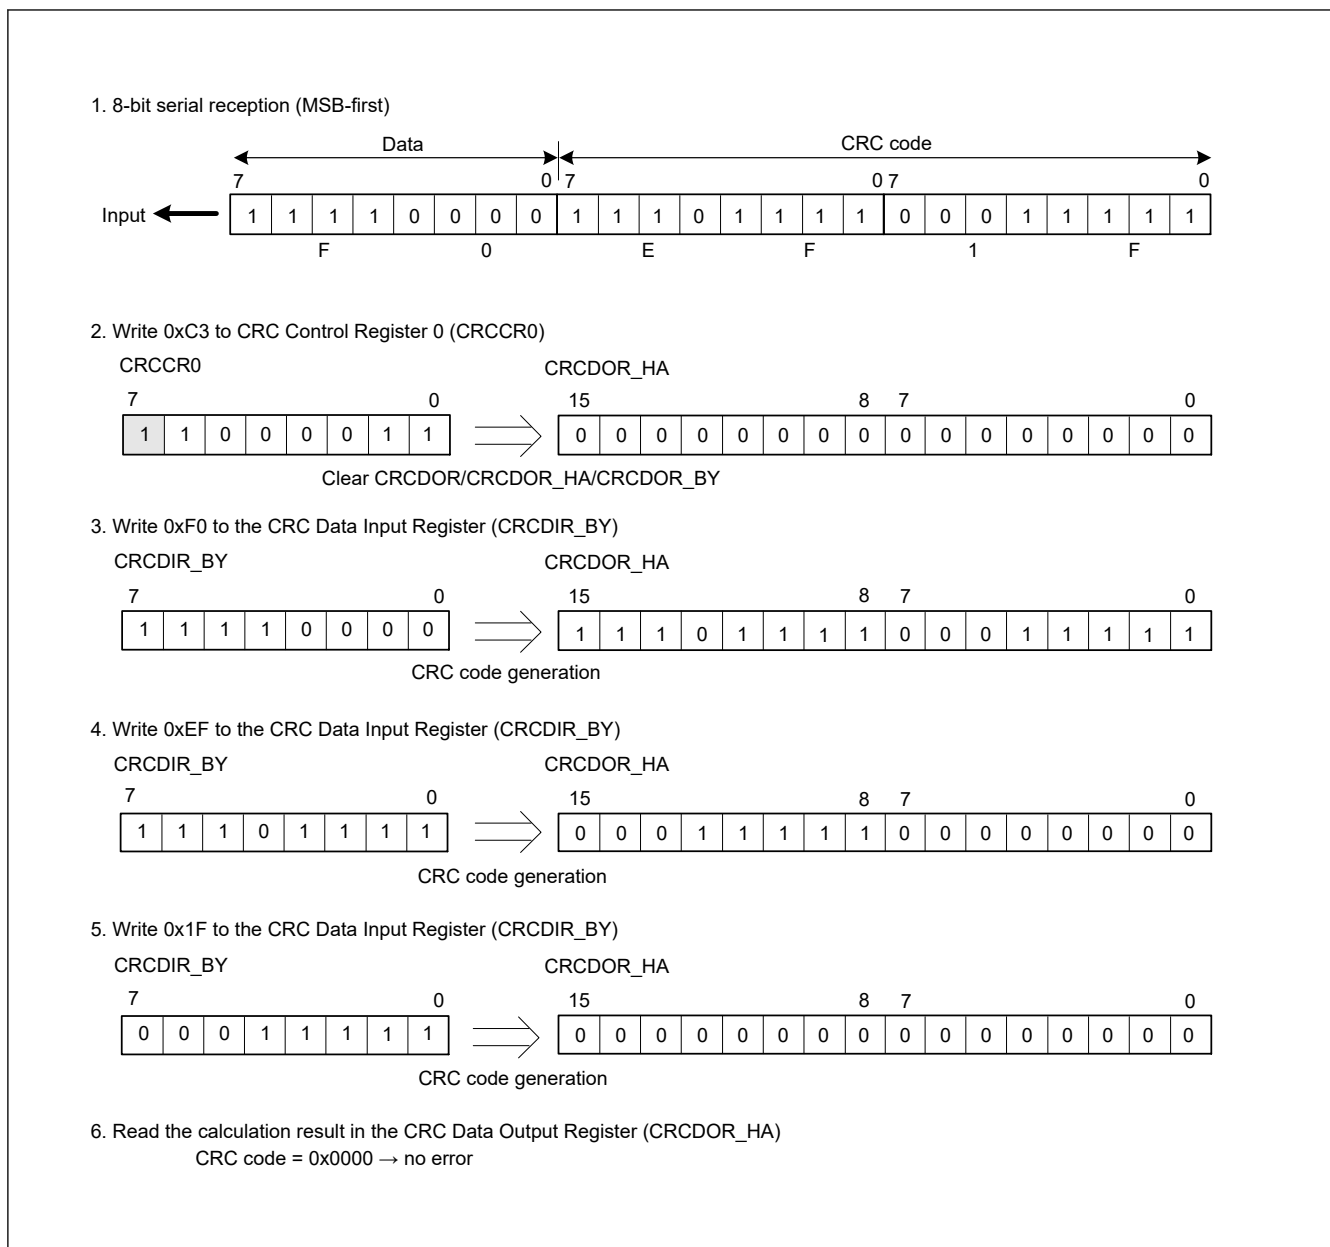 1. 8-bit serial reception (MSB-first)
Data CRC code
7 0 7 0 7 0
Input 1 1 1 1 0 0 0 0 1 1 1 0 1 1 1 1 0 0 0 1 1 1 1 1
F 0 E F 1 F
2. Write 0xC3 to CRC Control Register 0 (CRCCR0)
CRCCR0 CRCDOR_HA
7 0 15 8 7 0
1 1 0 0 0 0 1 1 0 0 0 0 0 0 0 0 0 0 0 0 0 0 0 0
Clear CRCDOR/CRCDOR_HA/CRCDOR_BY
3. Write 0xF0 to the CRC Data Input Register (CRCDIR_BY)
CRCDIR_BY CRCDOR_HA
7 0 15 8 7 0
1 1 1 1 0 0 0 0 1 1 1 0 1 1 1 1 0 0 0 1 1 1 1 1
CRC code generation
4. Write 0xEF to the CRC Data Input Register (CRCDIR_BY)
CRCDIR_BY CRCDOR_HA
7 0 15 8 7 0
1 1 1 0 1 1 1 1 0 0 0 1 1 1 1 1 0 0 0 0 0 0 0 0
CRC code generation
5. Write 0x1F to the CRC Data Input Register (CRCDIR_BY)
CRCDIR_BY CRCDOR_HA
7 0 15 8 7 0
0 0 0 1 1 1 1 1 0 0 0 0 0 0 0 0 0 0 0 0 0 0 0 0
CRC code generation
6. Read the calculation result in the CRC Data Output Register (CRCDOR_HA)
CRC code = 0x0000 → no error